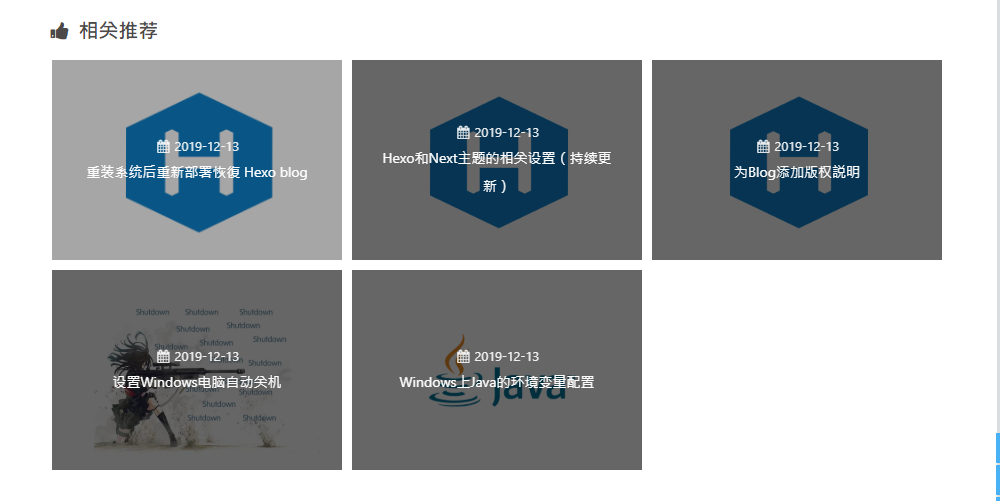 相关推荐
2019-12-13
重装系统后重新部署恢復 Hexo blog
2019-12-13
Hexo和Next主题的相关设置（持续更
新）
2019-12-13
为Blog添加版权説明
Shutdown Shutdown Shutdown
Shutdown Shutdown
Shutdown Shutdown Shutdown
2019-12-13
Shutdown
设置Windows电脑自动关机
Shutdown
Shutdown Shutdown
2019-12-13
Windows上Java的环境变量配置
Java